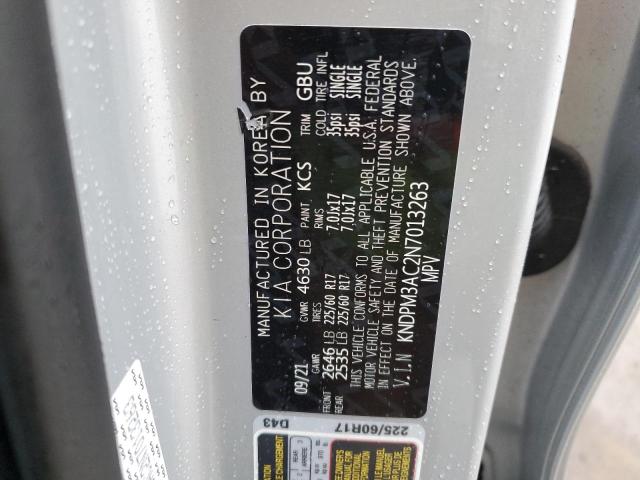 MANUFACTURED IN KOREA BY
KIA CORPORATION
09/21 GVWR 4630 LB PAINT KCS TRIM GBU
GAWR TIRES RIMS COLD TIRE INFL
FRONT 2646 LB 225/60 R17 7.0Jx17 35psi SINGLE
REAR 2535 LB 225/60 R17 7.0Jx17 35psi SINGLE
THIS VEHICLE CONFORMS TO ALL APPLICABLE U.S.A. FEDERAL
MOTOR VEHICLE SAFETY AND THEFT PREVENTION STANDARDS
IN EFFECT ON THE DATE OF MANUFACTURE SHOWN ABOVE.
V.I.N KNDPM3AC2N7013263
MPV
D43
225/60R17